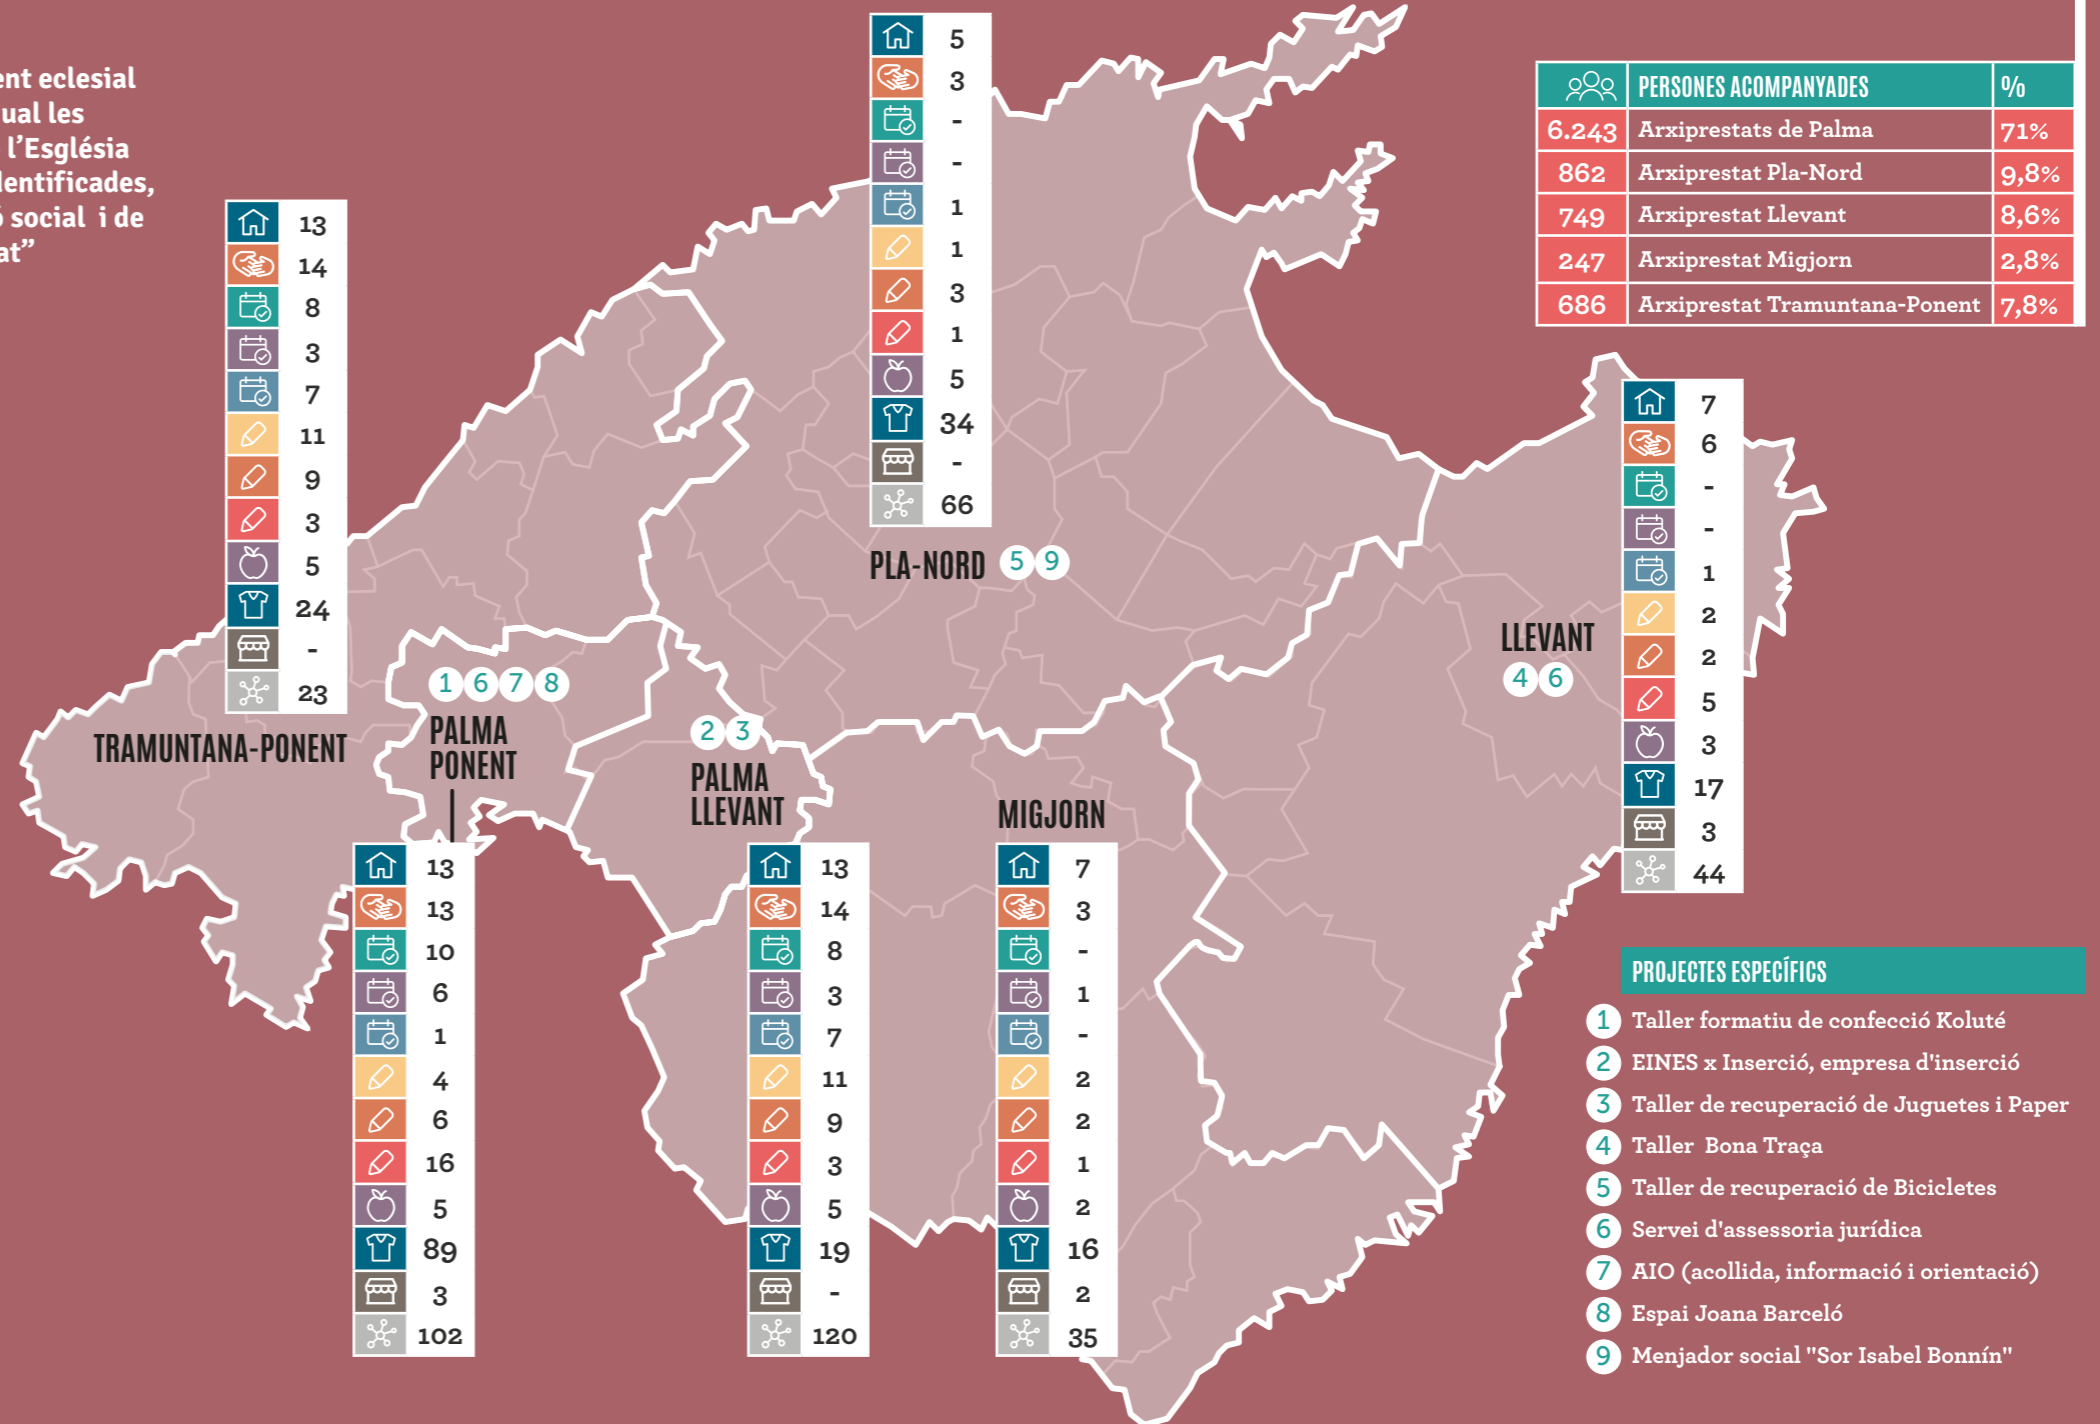 ent eclesial
ual les
l'Església
dentificades,
ó social i de
at”
PERSONES ACOMPANYADES %
6.243 Arxiprestats de Palma 71%
862 Arxiprestat Pla-Nord 9,8%
749 Arxiprestat Llevant 8,6%
247 Arxiprestat Migjorn 2,8%
686 Arxiprestat Tramuntana-Ponent 7,8%
13
14
8
3
7
11
9
3
5
24
-
23
TRAMUNTANA-PONENT
5
3
-
-
1
1
3
1
5
34
-
66
PLA-NORD 5 9
7
6
-
-
1
2
2
5
3
17
3
44
LLEVANT
4 6
1 6 7 8
PALMA
PONENT
13
13
10
6
1
4
6
16
5
89
3
102
2 3
PALMA
LLEVANT
13
14
8
3
7
11
9
3
5
19
-
120
MIGJORN
7
3
-
1
-
2
2
1
2
16
2
35
PROJECTES ESPECÍFICS
1 Taller formatiu de confecció Koluté
2 EINES x Inserció, empresa d'inserció
3 Taller de recuperació de Juguetes i Paper
4 Taller Bona Traça
5 Taller de recuperació de Bicicletes
6 Servei d'assessoria jurídica
7 AIO (acollida, informació i orientació)
8 Espai Joana Barceló
9 Menjador social "Sor Isabel Bonnín"